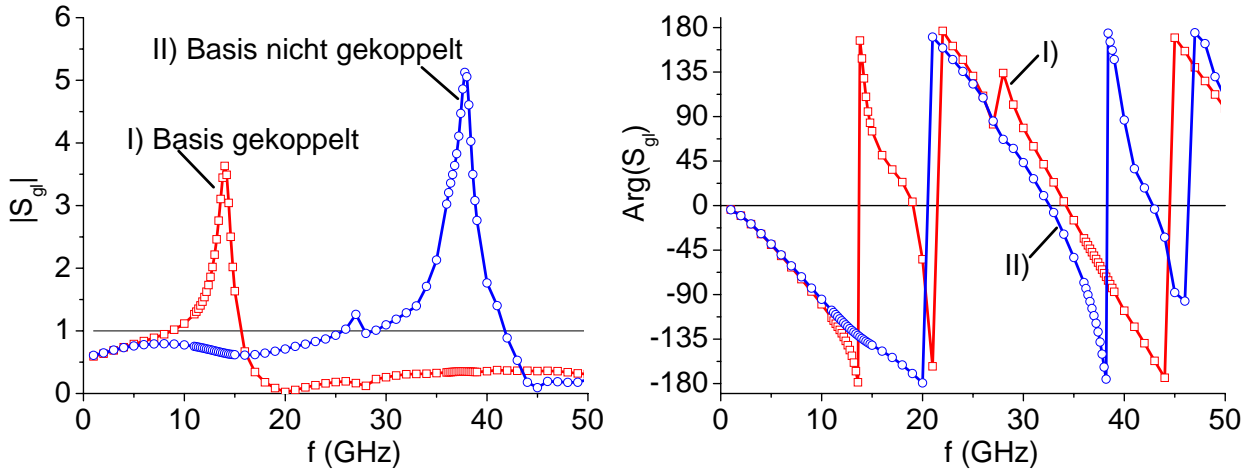 6
5
4
3
2
1
0
|S_gl|
II) Basis nicht gekoppelt
I) Basis gekoppelt
0 10 20 30 40 50
f (GHz)
180
135
90
45
0
-45
-90
-135
-180
Arg(S_gl)
I)
II)
0 10 20 30 40 50
f (GHz)